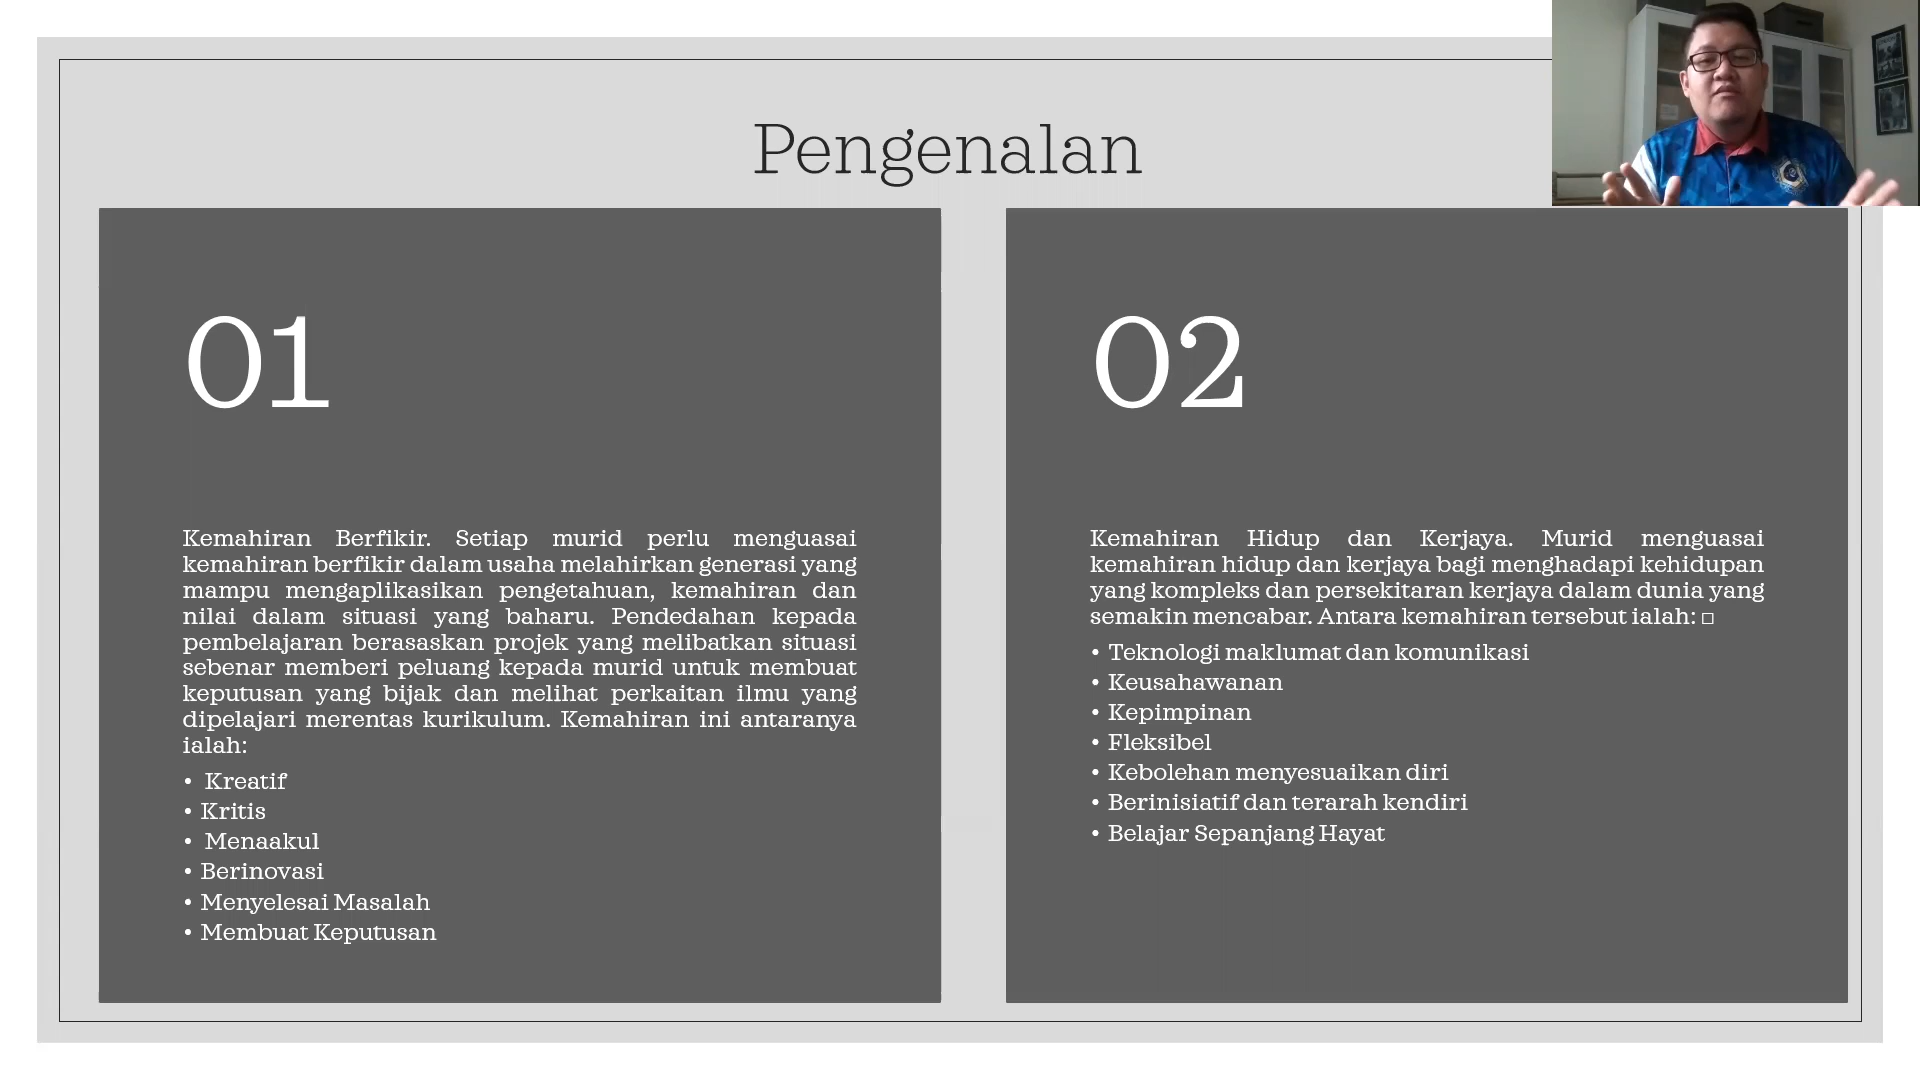 Pengenalan
01
Kemahiran Berfikir. Setiap murid perlu menguasai
kemahiran berfikir dalam usaha melahirkan generasi yang
mampu mengaplikasikan pengetahuan, kemahiran dan
nilai dalam situasi yang baharu. Pendedahan kepada
pembelajaran berasaskan projek yang melibatkan situasi
sebenar memberi peluang kepada murid untuk membuat
keputusan yang bijak dan melihat perkaitan ilmu yang
dipelajari merentas kurikulum. Kemahiran ini antaranya
ialah:
• Kreatif
• Kritis
• Menaakul
• Berinovasi
• Menyelesai Masalah
• Membuat Keputusan
02
Kemahiran Hidup dan Kerjaya. Murid menguasai
kemahiran hidup dan kerjaya bagi menghadapi kehidupan
yang kompleks dan persekitaran kerjaya dalam dunia yang
semakin mencabar. Antara kemahiran tersebut ialah: □
• Teknologi maklumat dan komunikasi
• Keusahawanan
• Kepimpinan
• Fleksibel
• Kebolehan menyesuaikan diri
• Berinisiatif dan terarah kendiri
• Belajar Sepanjang Hayat